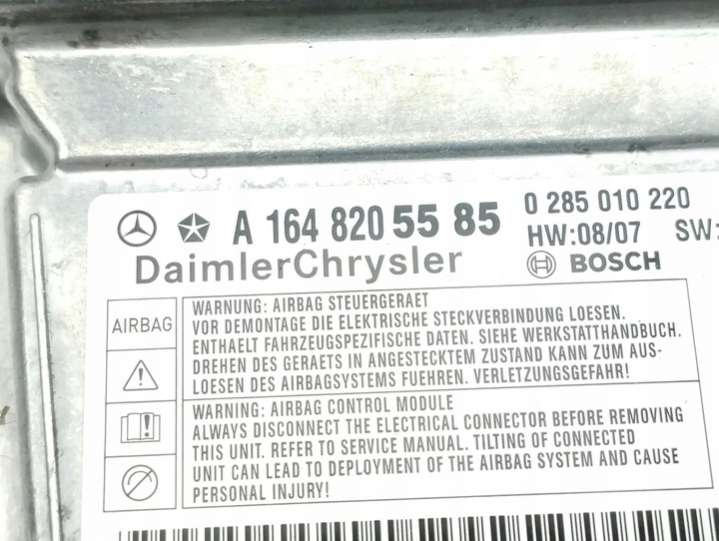 A 164 820 55 85
0 285 010 220
HW:08/07 SW:
DaimlerChrysler
BOSCH
AIRBAG
WARNUNG: AIRBAG STEUERGERAET
VOR DEMONTAGE DIE ELEKTRISCHE STECKVERBINDUNG LOESEN.
ENTHAELT FAHRZEUGSPEZIFISCHE DATEN. SIEHE WERKSTATTHANDBUCH.
DREHEN DES GERAETS IN ANGESTECKTEM ZUSTAND KANN ZUM AUS-
LOESEN DES AIRBAGSYSTEMS FUEHREN. VERLETZUNGSGEFAHR!
WARNING: AIRBAG CONTROL MODULE
ALWAYS DISCONNECT THE ELECTRICAL CONNECTOR BEFORE REMOVING
THIS UNIT. REFER TO SERVICE MANUAL. TILTING OF CONNECTED
UNIT CAN LEAD TO DEPLOYMENT OF THE AIRBAG SYSTEM AND CAUSE
PERSONAL INJURY!